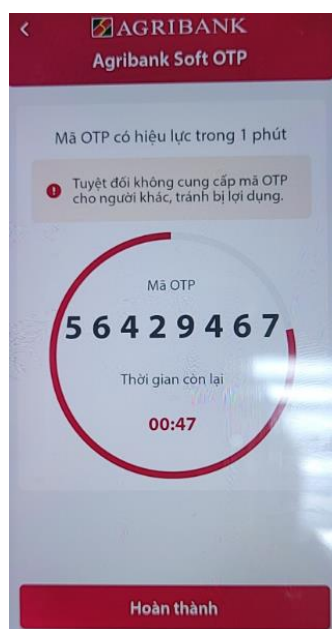 AGRIBANK
Agribank Soft OTP
Mã OTP có hiệu lực trong 1 phút
Tuyệt đối không cung cấp mã OTP
cho người khác, tránh bị lợi dụng.
Mã OTP
56429467
Thời gian còn lại
00:47
Hoàn thành